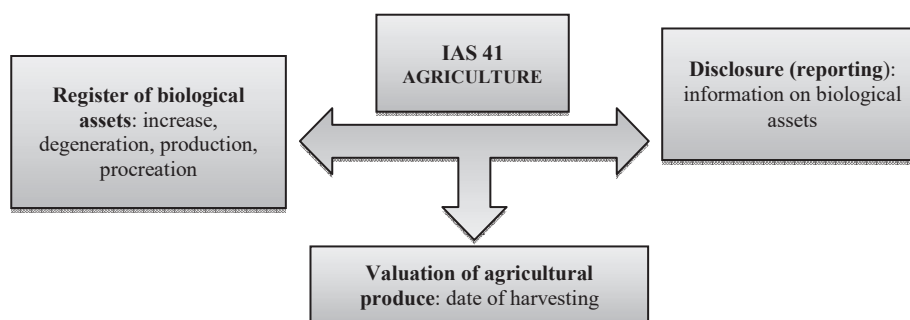 IAS 41
AGRICULTURE
Register of biological
assets: increase,
degeneration, production,
procreation
Disclosure (reporting):
information on biological
assets
Valuation of agricultural
produce: date of harvesting